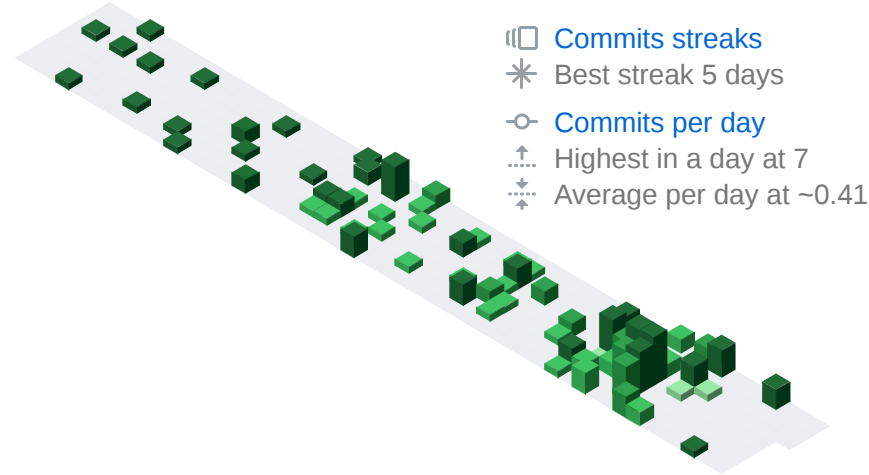 Commits streaks
Best streak 5 days
Commits per day
Highest in a day at 7
Average per day at ~0.41